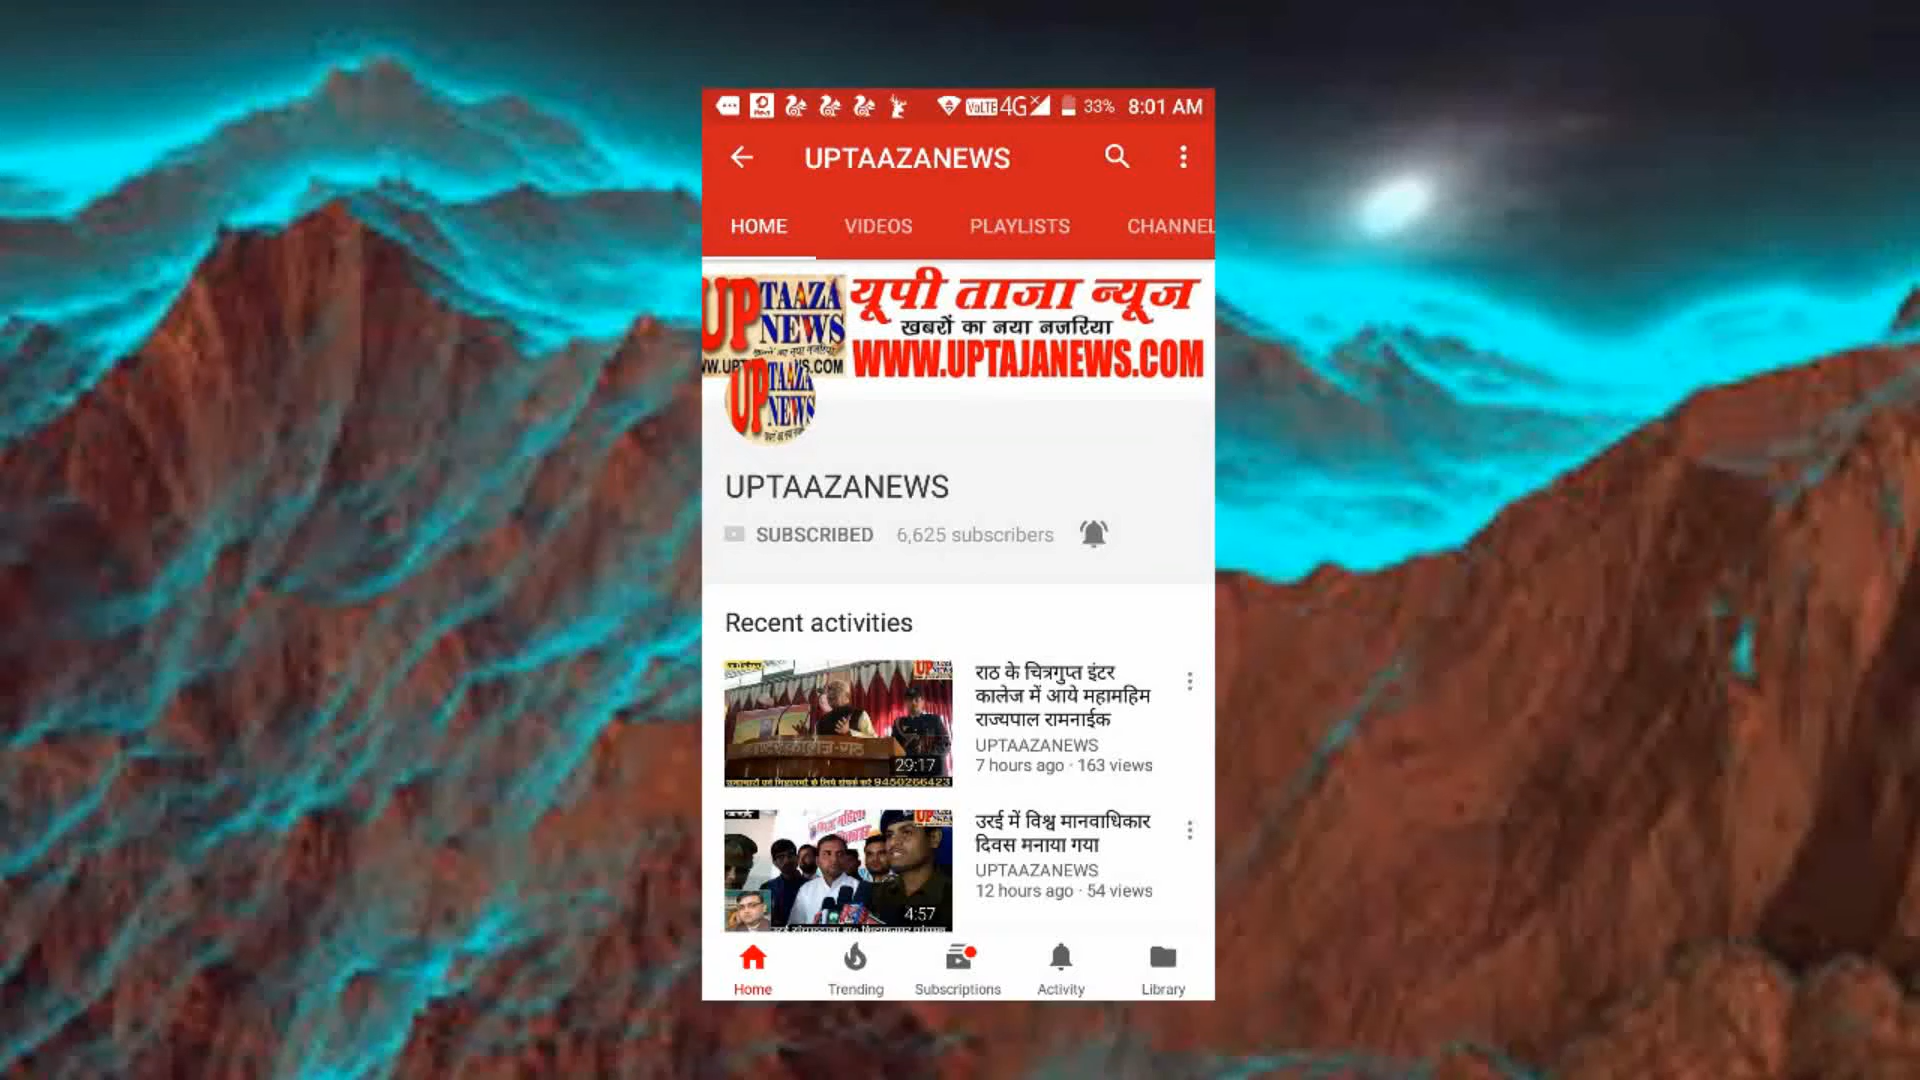 VoLTE 4G 33% 8:01 AM
UPTAAZANEWS
HOME VIDEOS PLAYLISTS CHANNEL
UP TAAZA NEWS
यूपी ताजा न्यूज
खबरों का नया नजरिया
WWW.UPTAJANEWS.COM
UP TAAZA NEWS
UPTAAZANEWS
SUBSCRIBED 6,625 subscribers
Recent activities
राठ के चित्रगुप्त इंटर
कालेज में आये महामहिम
राज्यपाल रामनाईक
UPTAAZANEWS
7 hours ago · 163 views
29:17
उरई में विश्व मानवाधिकार
दिवस मनाया गया
UPTAAZANEWS
12 hours ago · 54 views
4:57
Home Trending Subscriptions Activity Library